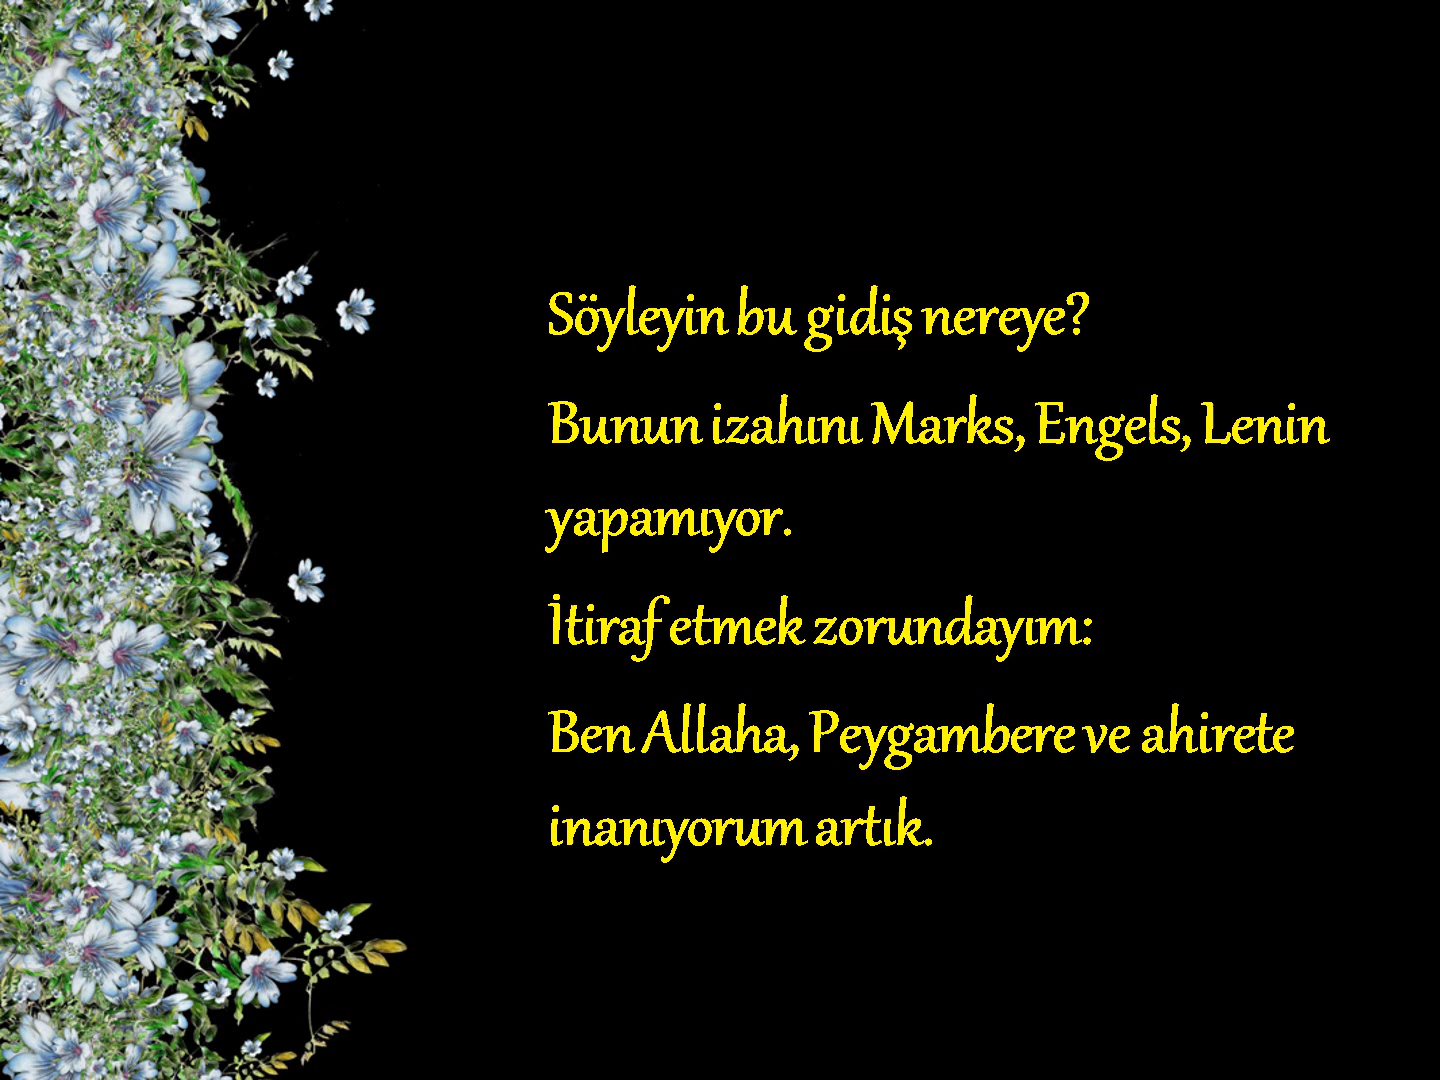 Söyleyin bu gidiş nereye?
Bunun izahını Marks, Engels, Lenin
yapamıyor.
İtiraf etmek zorundayım:
Ben Allaha, Peygambere ve ahirete
inanıyorum artık.